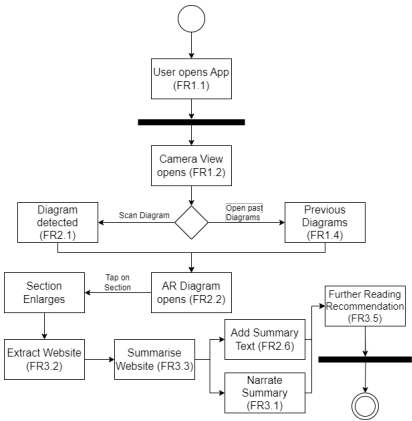 User opens App
(FR1.1)
Camera View
opens (FR1.2)
Diagram
detected
(FR2.1)
Scan Diagram
Open past
Diagrams
Previous
Diagrams
(FR1.4)
Section
Enlarges
Tap on
Section
AR Diagram
opens (FR2.2)
Further Reading
Recommendation
(FR3.5)
Extract Website
(FR3.2)
Summarise
Website (FR3.3)
Add Summary
Text (FR2.6)
Narrate
Summary
(FR3.1)